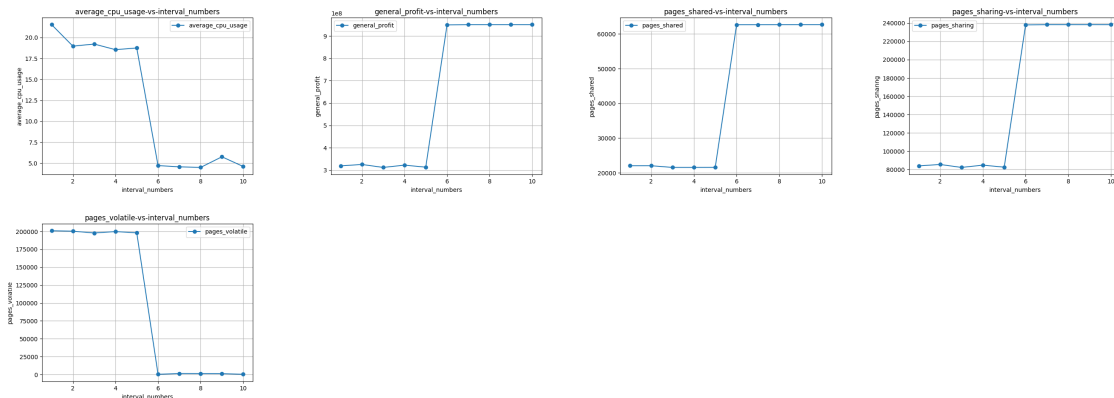 average_cpu_usage-vs-interval_numbers
average_cpu_usage
average_cpu_usage
20.0
17.5
15.0
12.5
10.0
7.5
5.0
2 4 6 8 10
interval_numbers
general_profit-vs-interval_numbers
1e8
general_profit
general_profit
9
8
7
6
5
4
3
2 4 6 8 10
interval_numbers
pages_shared-vs-interval_numbers
pages_shared
pages_shared
60000
50000
40000
30000
20000
2 4 6 8 10
interval_numbers
pages_sharing-vs-interval_numbers
pages_sharing
pages_sharing
240000
220000
200000
180000
160000
140000
120000
100000
80000
2 4 6 8 10
interval_numbers
pages_volatile-vs-interval_numbers
pages_volatile
pages_volatile
200000
175000
150000
125000
100000
75000
50000
25000
0
2 4 6 8 10
interval_numbers